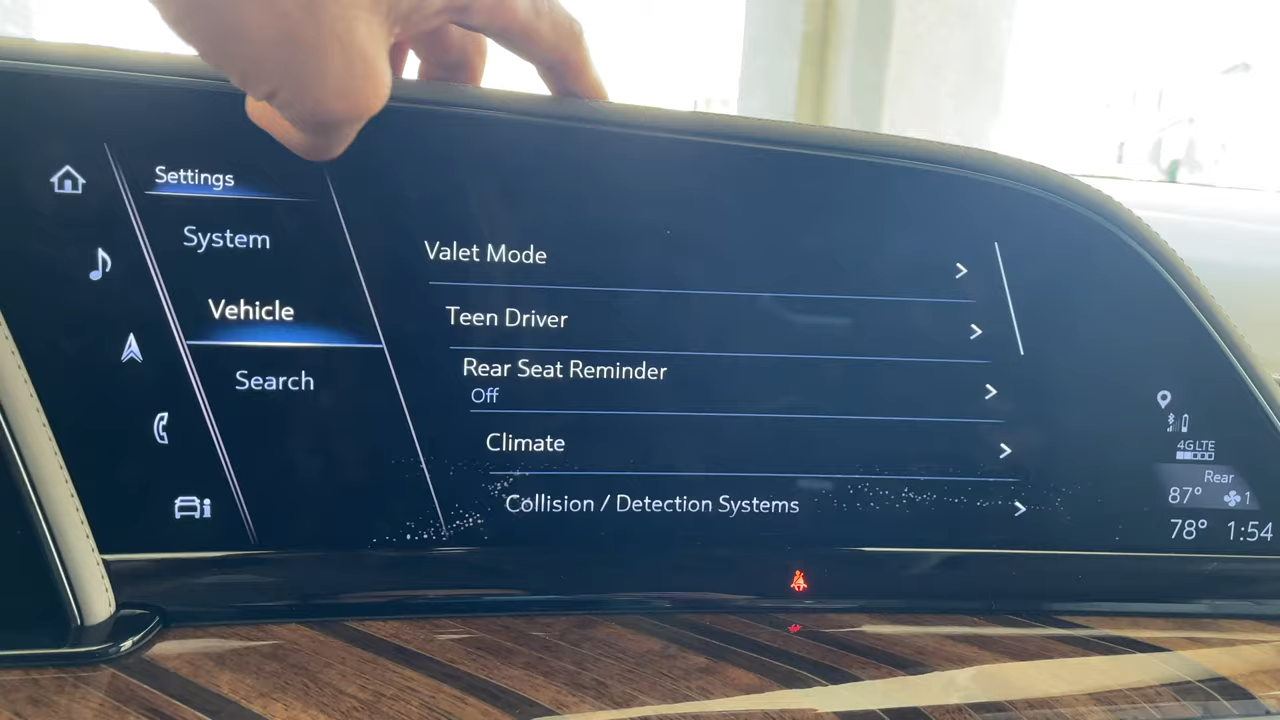 Settings
System
Vehicle
Search
Valet Mode
Teen Driver
Rear Seat Reminder
Off
Climate
Collision / Detection Systems
4G LTE
Rear
87° 1
78° 1:54